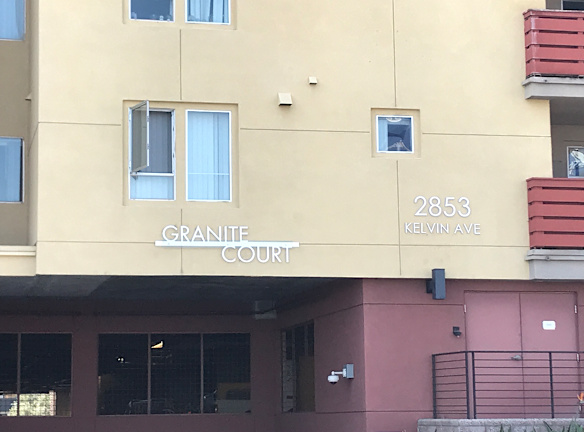 GRANITE
COURT
2853
KELVIN AVE